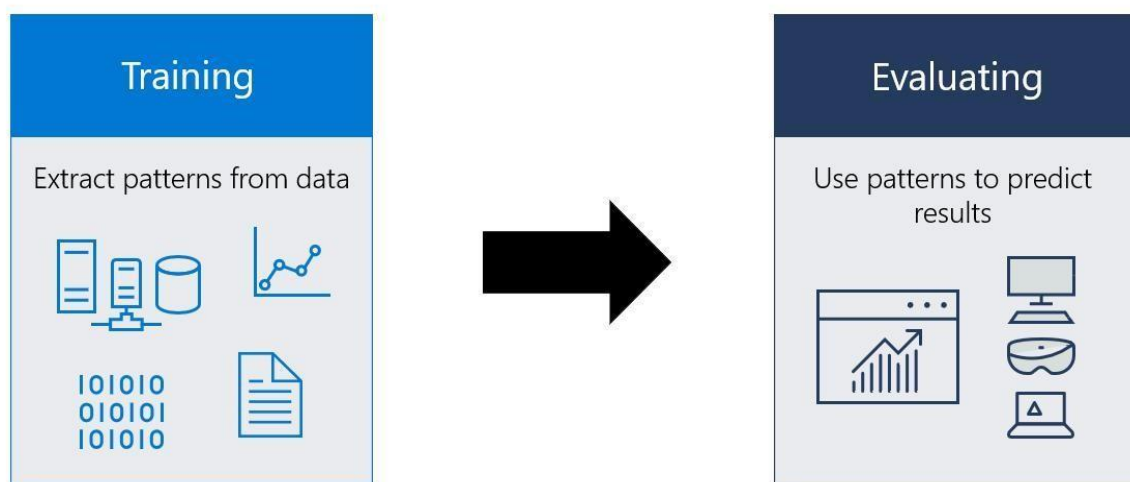 Training
Extract patterns from data
101010
010101
101010
Evaluating
Use patterns to predict
results